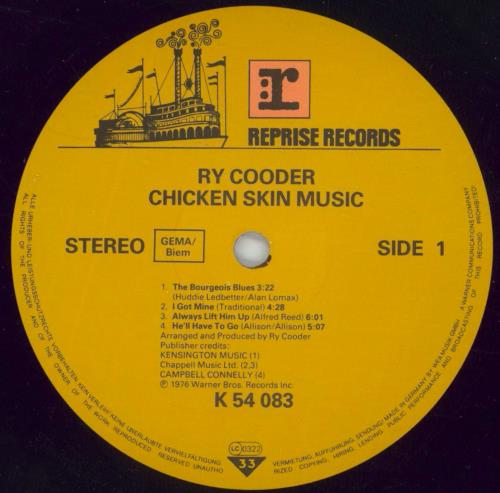 r
REPRISE RECORDS
RY COODER
CHICKEN SKIN MUSIC
STEREO
GEMA/
Biem
SIDE 1
1. The Bourgeois Blues 3:22
(Huddie Ledbetter/Alan Lomax)
2. I Got Mine (Traditional) 4:28
3. Always Lift Him Up (Alfred Reed) 6:01
4. He'll Have To Go (Allison/Allison) 5:07
Arranged and Produced by Ry Cooder
Publisher credits:
KENSINGTON MUSIC (1)
Chappell Music Ltd. (2,3)
CAMPBELL CONNELLY (4)
℗ 1976 Warner Bros. Records Inc.
K 54 083
LC 0322
33
ALLE URHEBER- UND LEISTUNGSSCHUTZRECHTE VORBEHALTEN. KEIN VERLEIH! KEINE UNERLAUBTE VERVIELFÄLTIGUNG,
VERMIETUNG, AUFFÜHRUNG, SENDUNG! MADE IN GERMANY BY WEA MUSIK GMBH · A WARNER COMMUNICATIONS COMPANY
ALL RIGHTS OF THE PRODUCER AND OF THE OWNER OF THE WORK REPRODUCED RESERVED UNAUTHO
RIZED COPYING, HIRING, LENDING PUBLIC PERFORMANCE AND BROADCASTING OF THIS RECORD PROHIBITED!